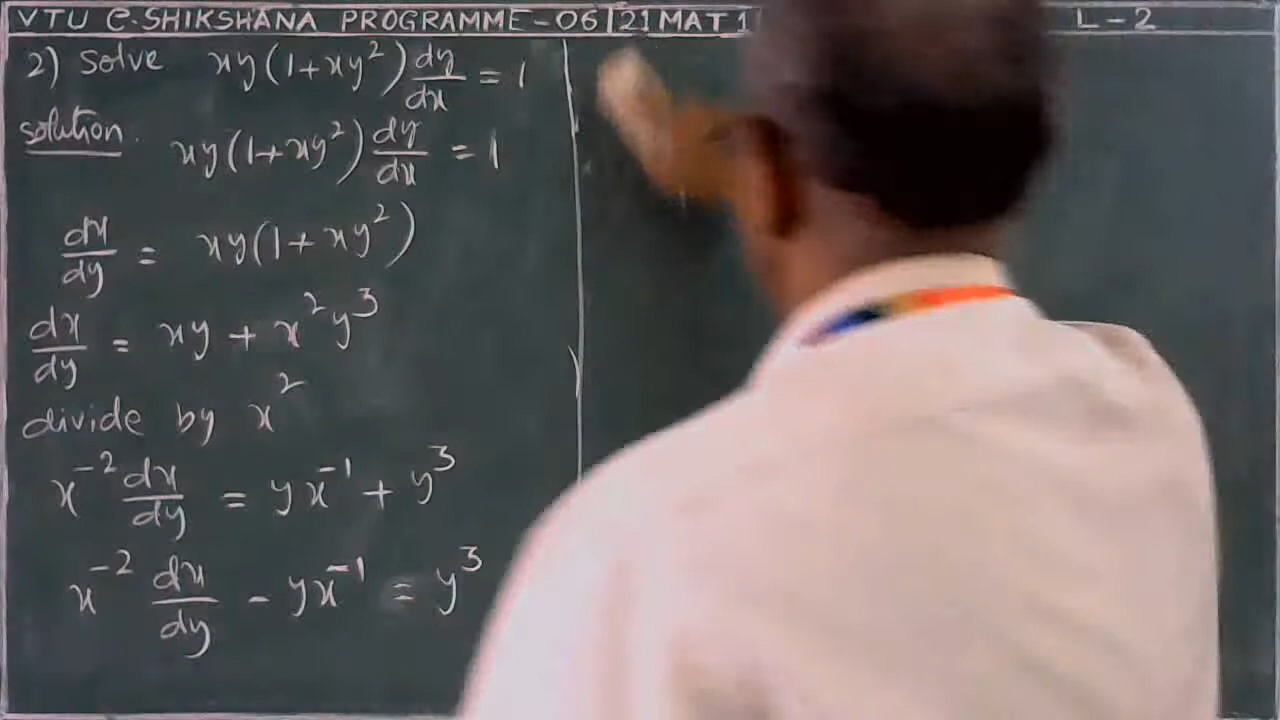 VTU e-SHIKSHANA PROGRAMME-06|21MAT1 L-2
2) Solve xy(1+xy²)dy/dx = 1
solution. xy(1+xy²)dy/dx = 1
dx/dy = xy(1+xy²)
dx/dy = xy + x²y³
divide by x²
x⁻² dx/dy = yx⁻¹ + y³
x⁻² dx/dy - yx⁻¹ = y³